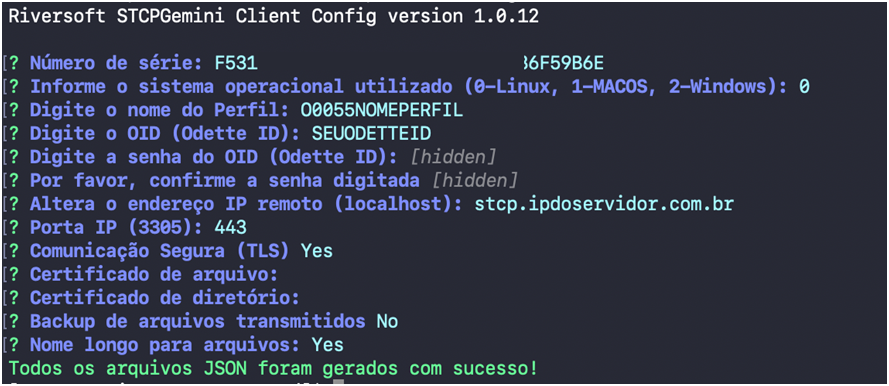 Riversoft STCPGemini Client Config version 1.0.12
[? Número de série: F531 36F59B6E
[? Informe o sistema operacional utilizado (0-Linux, 1-MACOS, 2-Windows): 0
[? Digite o nome do Perfil: O0055NOMEPERFIL
[? Digite o OID (Odette ID): SEUODETTEID
[? Digite a senha do OID (Odette ID): [hidden]
[? Por favor, confirme a senha digitada [hidden]
[? Altera o endereço IP remoto (localhost): stcp.ipdoservidor.com.br
[? Porta IP (3305): 443
[? Comunicação Segura (TLS) Yes
[? Certificado de arquivo:
[? Certificado de diretório:
[? Backup de arquivos transmitidos No
[? Nome longo para arquivos: Yes
Todos os arquivos JSON foram gerados com sucesso!